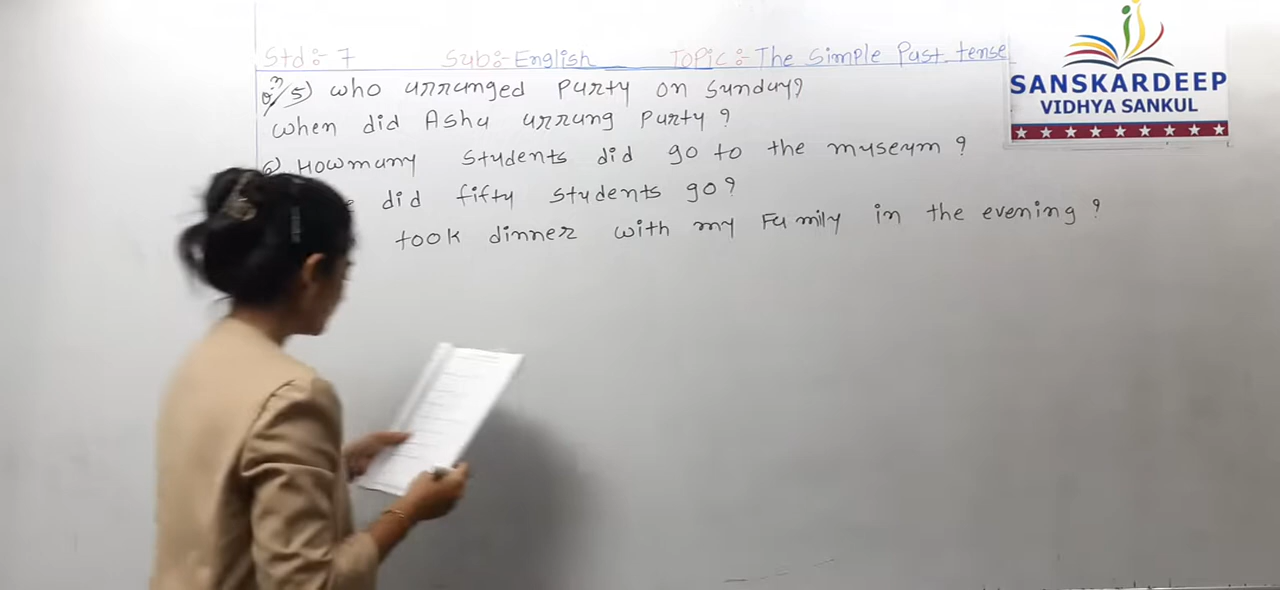 Std:- 7 Sub:- English Topic:- The Simple Past tense
SANSKARDEEP
VIDHYA SANKUL
5) Who arranged Party on Sunday?
When did Asha arrang Party?
6) Howmany students did go to the museum?
did fifty students go?
took dinner with my Family in the evening?